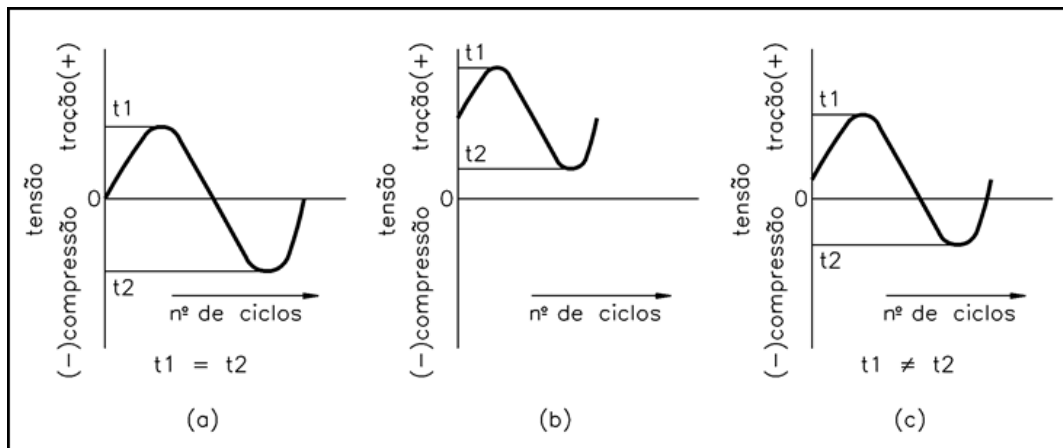 (-)compressão tração(+)
tensão
t1
0
t2
nº de ciclos
t1 = t2
(a)
(-)compressão tração(+)
tensão
t1
t2
0
nº de ciclos
(b)
(-)compressão tração(+)
tensão
t1
0
t2
nº de ciclos
t1 ≠ t2
(c)